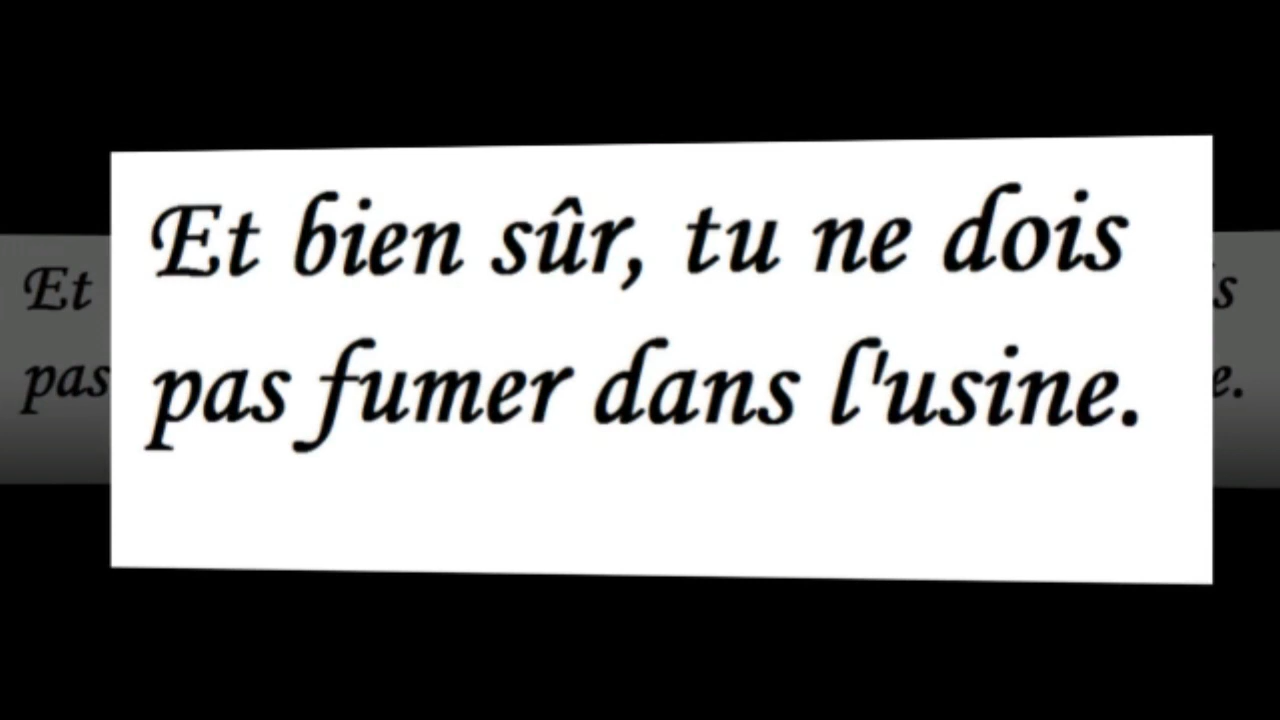 Et bien sûr, tu ne dois
pas fumer dans l'usine.